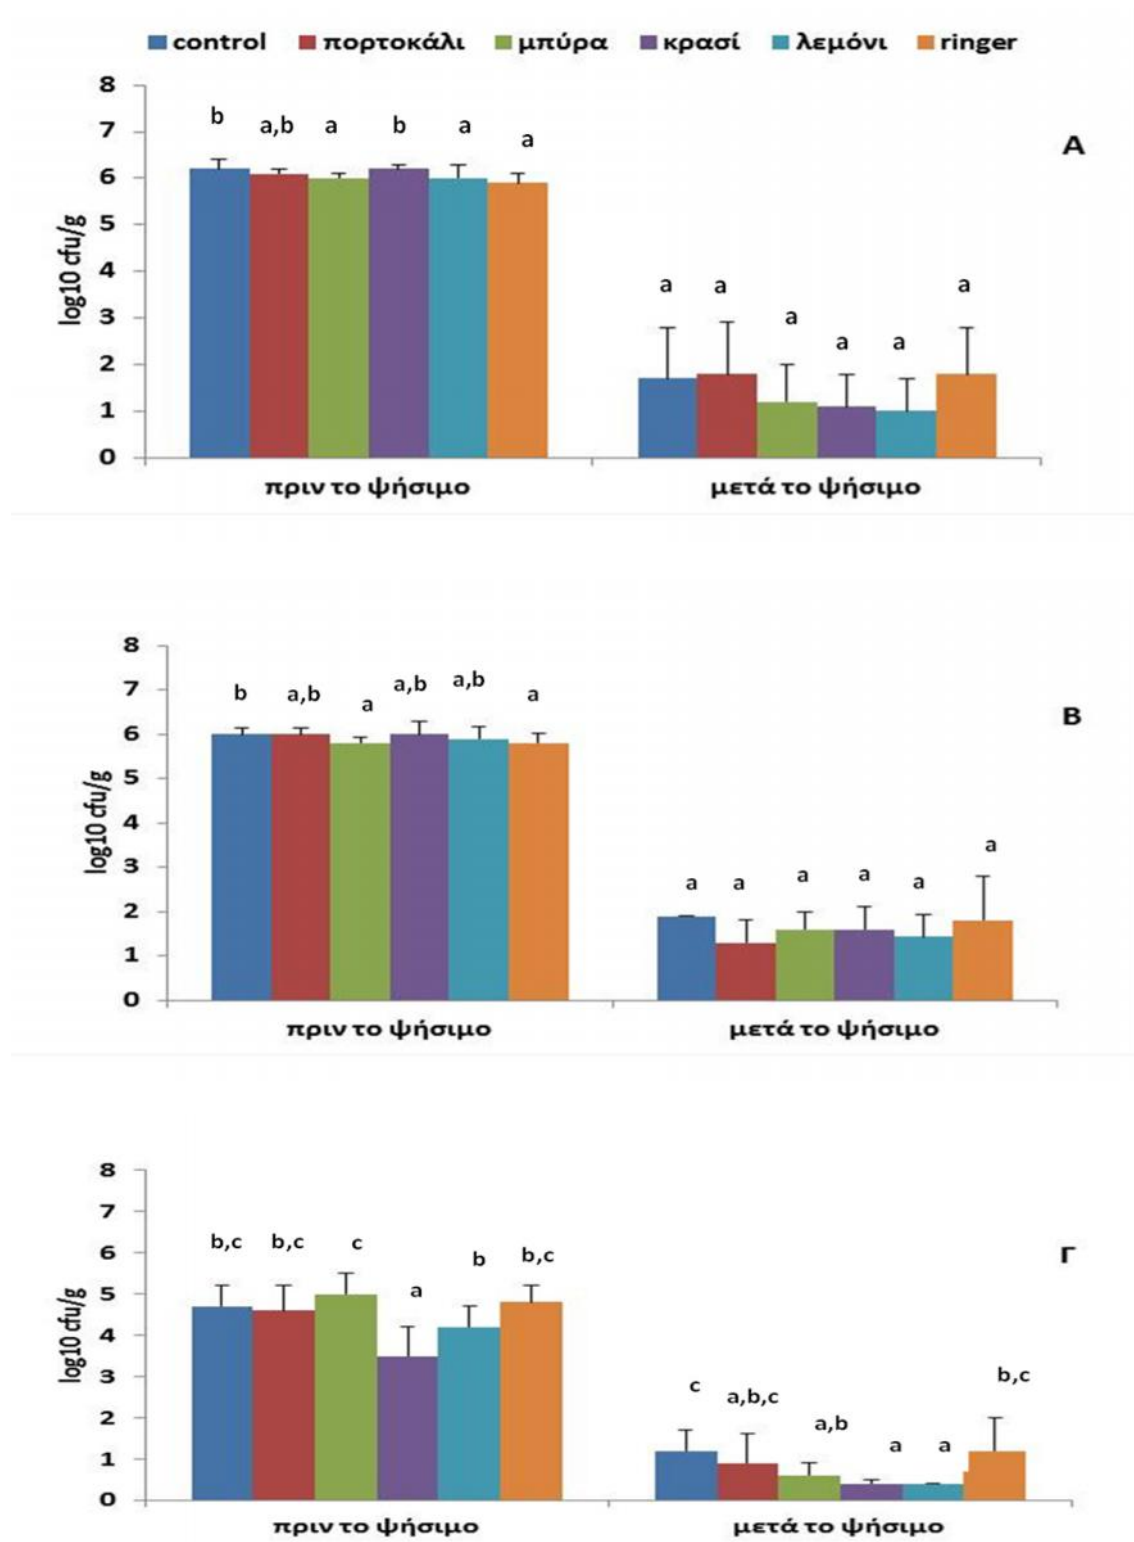 control πορτοκάλι μπύρα κρασί λεμόνι ringer
8
7
6
5
4
3
2
1
0
log10 cfu/g
b a,b a b a a
a a a a a a
A
πριν το ψήσιμο μετά το ψήσιμο
8
7
6
5
4
3
2
1
0
log10 cfu/g
b a,b a a,b a,b a
a a a a a a
B
πριν το ψήσιμο μετά το ψήσιμο
8
7
6
5
4
3
2
1
0
log10 cfu/g
b,c b,c c a b b,c
c a,b,c a,b a a b,c
Γ
πριν το ψήσιμο μετά το ψήσιμο